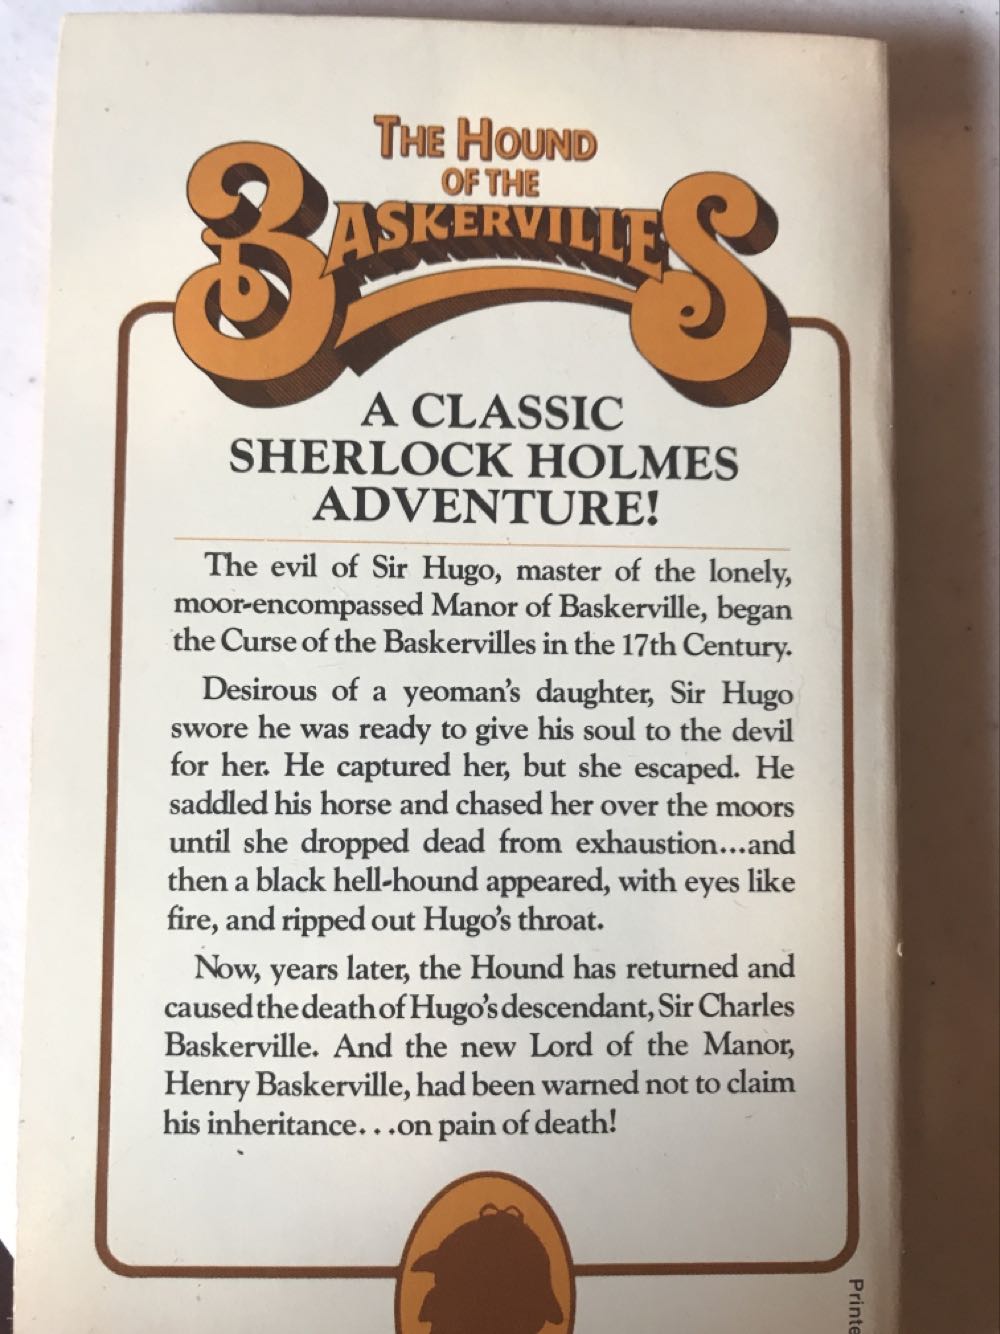 THE HOUND
OF THE
BASKERVILLES
A CLASSIC
SHERLOCK HOLMES
ADVENTURE!
The evil of Sir Hugo, master of the lonely,
moor-encompassed Manor of Baskerville, began
the Curse of the Baskervilles in the 17th Century.
Desirous of a yeoman's daughter, Sir Hugo
swore he was ready to give his soul to the devil
for her. He captured her, but she escaped. He
saddled his horse and chased her over the moors
until she dropped dead from exhaustion...and
then a black hell-hound appeared, with eyes like
fire, and ripped out Hugo's throat.
Now, years later, the Hound has returned and
caused the death of Hugo's descendant, Sir Charles
Baskerville. And the new Lord of the Manor,
Henry Baskerville, had been warned not to claim
his inheritance...on pain of death!
Printe